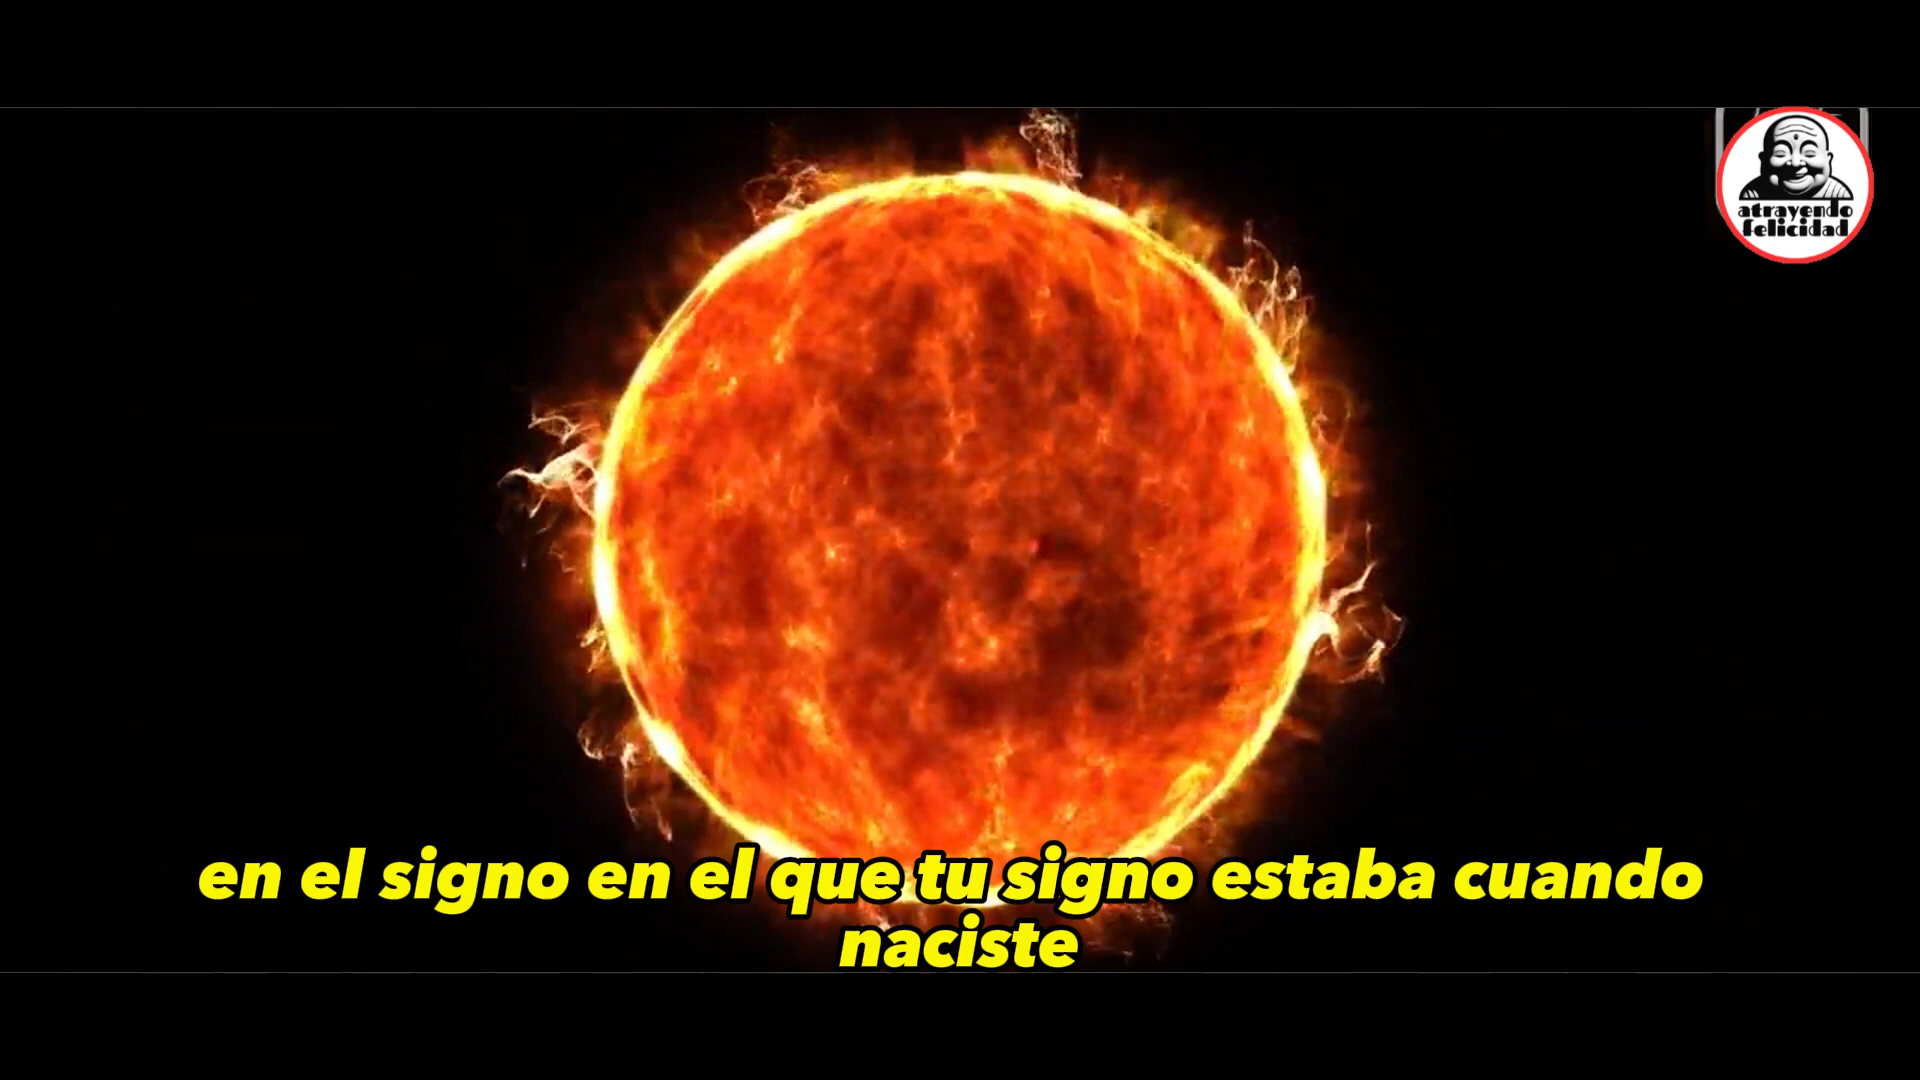 atrayendo
felicidad
en el signo en el que tu signo estaba cuando
naciste